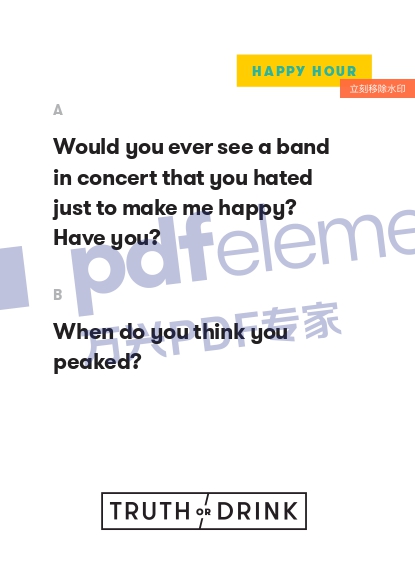 HAPPY HOUR
立刻移除水印
A
Would you ever see a band
in concert that you hated
just to make me happy?
Have you?
pdfeleme
B
When do you think you
peaked?
万兴PDF专家
TRUTH OR DRINK